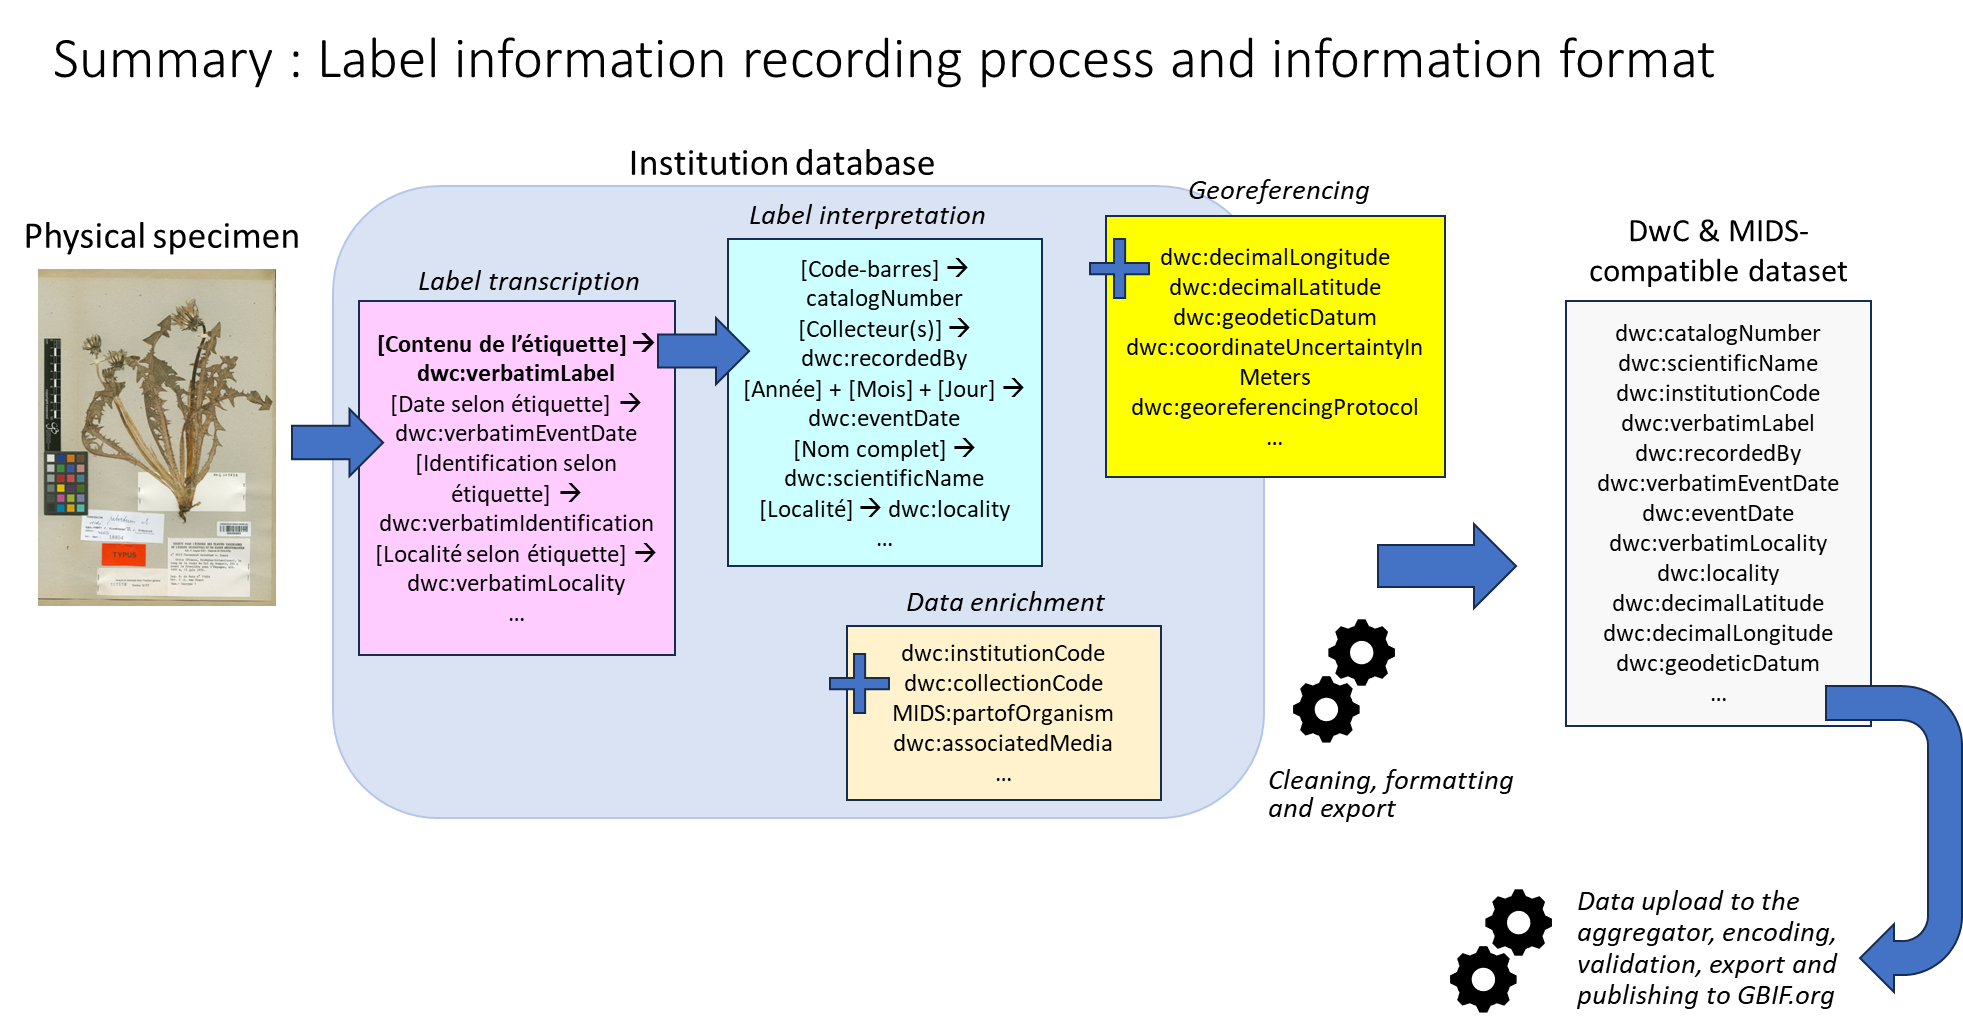 Summary : Label information recording process and information format
Institution database
Physical specimen
TYPUS
Label transcription
[Contenu de l'étiquette] →
dwc:verbatimLabel
[Date selon étiquette] →
dwc:verbatimEventDate
[Identification selon
étiquette] →
dwc:verbatimIdentification
[Localité selon étiquette] →
dwc:verbatimLocality
...
Label interpretation
[Code-barres] →
catalogNumber
[Collecteur(s)] →
dwc:recordedBy
[Année] + [Mois] + [Jour] →
dwc:eventDate
[Nom complet] →
dwc:scientificName
[Localité] → dwc:locality
...
Data enrichment
dwc:institutionCode
dwc:collectionCode
MIDS:partofOrganism
dwc:associatedMedia
...
Georeferencing
dwc:decimalLongitude
dwc:decimalLatitude
dwc:geodeticDatum
dwc:coordinateUncertaintyIn
Meters
dwc:georeferencingProtocol
...
Cleaning, formatting
and export
DwC & MIDS-
compatible dataset
dwc:catalogNumber
dwc:scientificName
dwc:institutionCode
dwc:verbatimLabel
dwc:recordedBy
dwc:verbatimEventDate
dwc:eventDate
dwc:verbatimLocality
dwc:locality
dwc:decimalLatitude
dwc:decimalLongitude
dwc:geodeticDatum
...
Data upload to the
aggregator, encoding,
validation, export and
publishing to GBIF.org